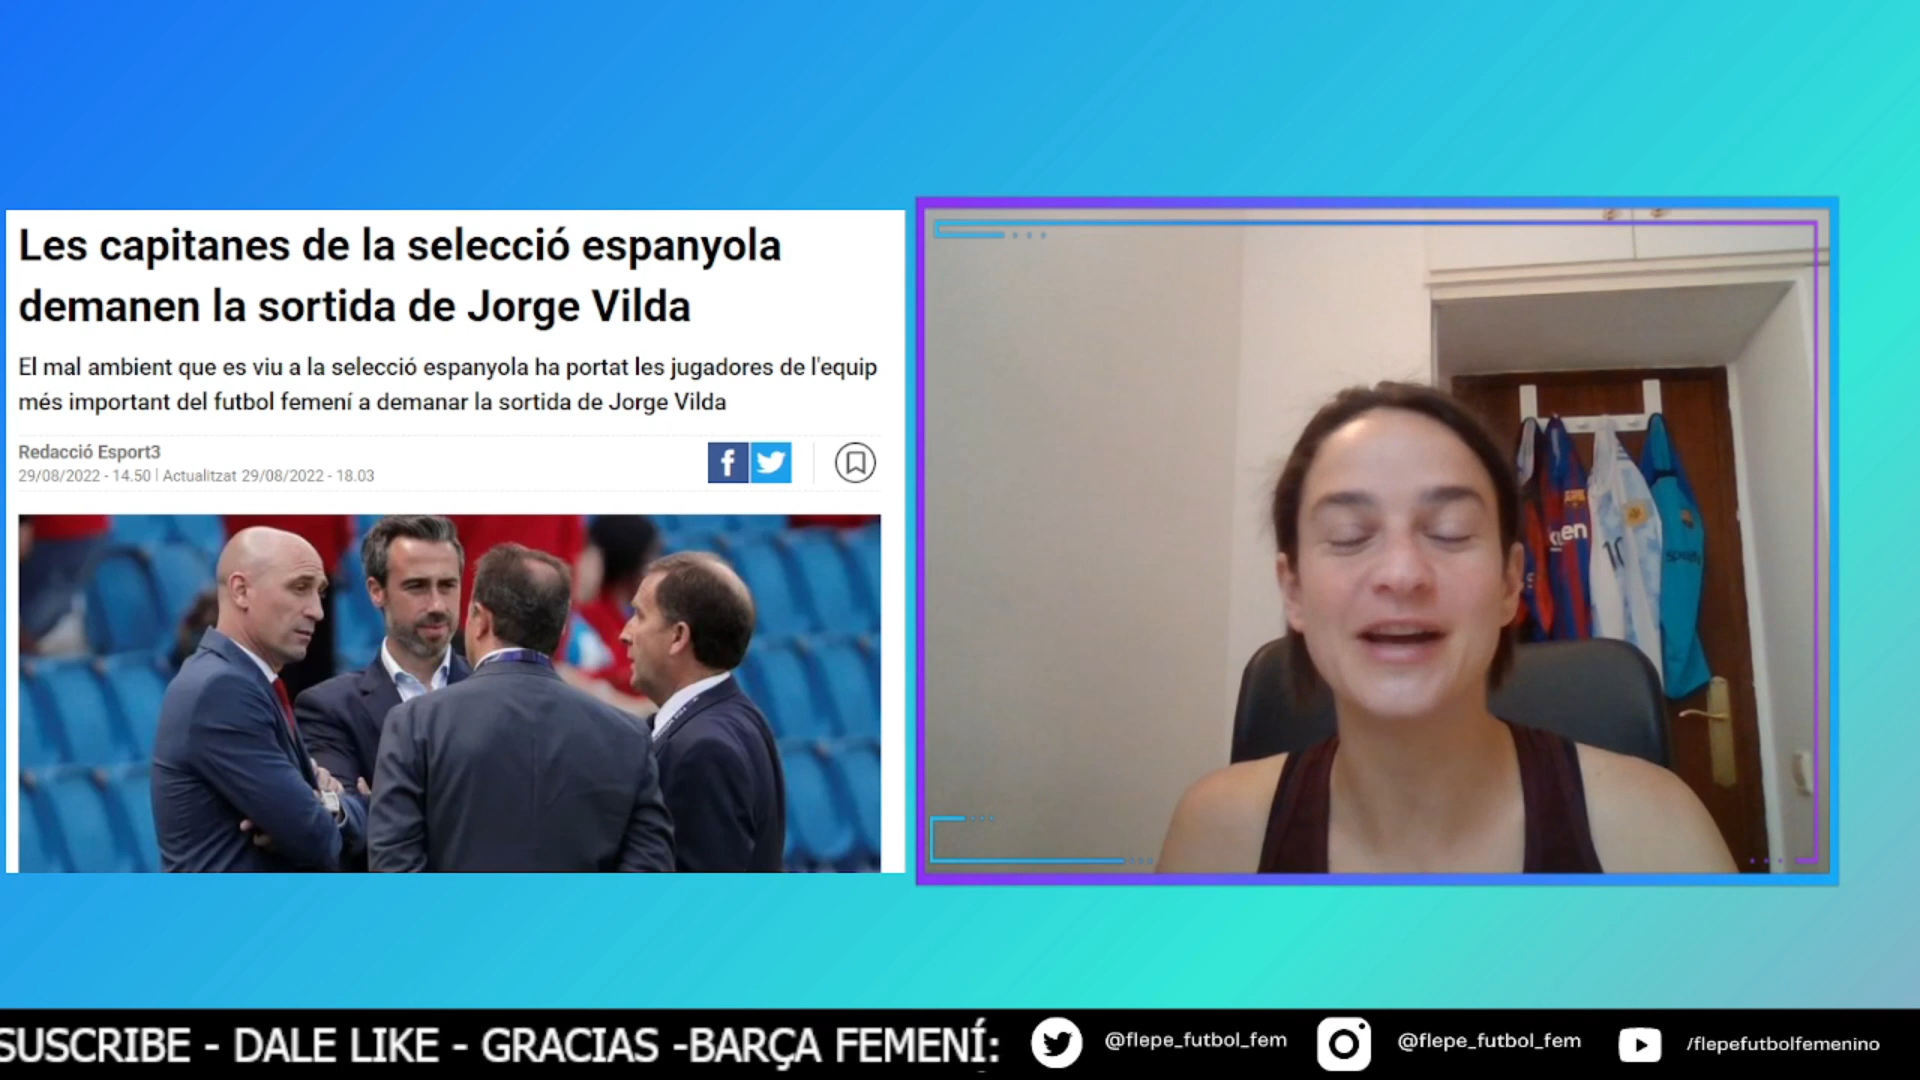 Les capitanes de la selecció espanyola
demanen la sortida de Jorge Vilda
El mal ambient que es viu a la selecció espanyola ha portat les jugadores de l'equip
més important del futbol femení a demanar la sortida de Jorge Vilda
Redacció Esport3
29/08/2022 - 14.50 | Actualitzat 29/08/2022 - 18.03
10
SUSCRIBE - DALE LIKE - GRACIAS -BARÇA FEMENÍ:
@flepe_futbol_fem
@flepe_futbol_fem
/flepefutbolfemenino